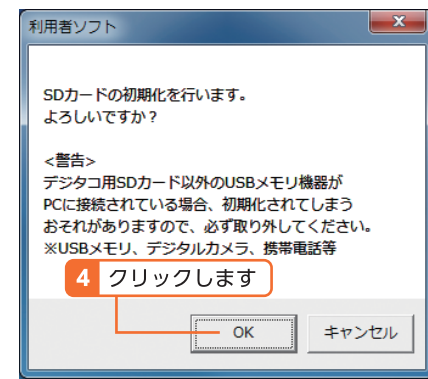 利用者ソフト
SDカードの初期化を行います。
よろしいですか？
<警告>
デジタコ用SDカード以外のUSBメモリ機器が
PCに接続されている場合、初期化されてしまう
おそれがありますので、必ず取り外してください。
※USBメモリ、デジタルカメラ、携帯電話等
4 クリックします
OK キャンセル